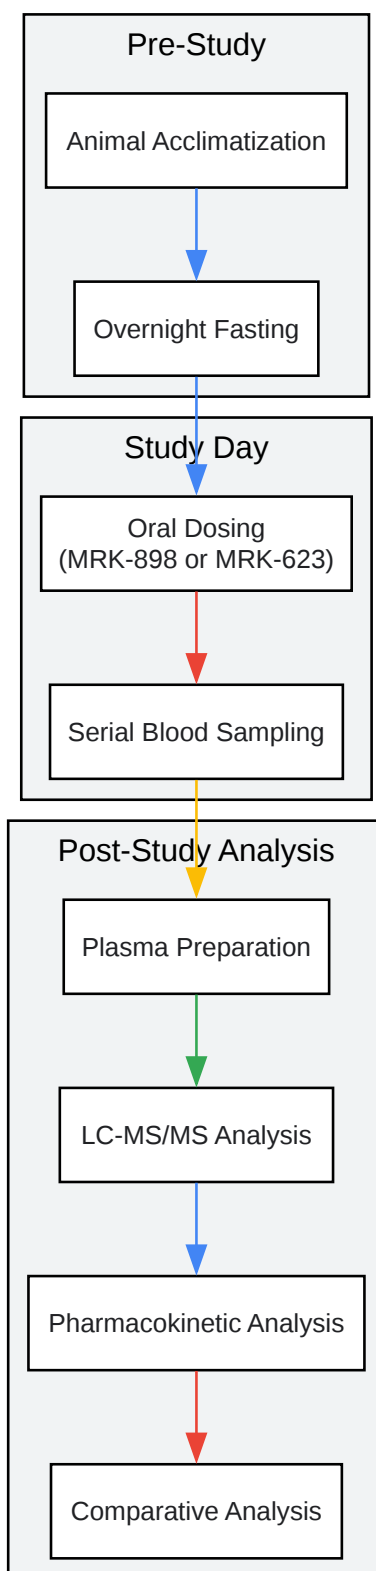 Pre-Study
Animal Acclimatization
Overnight Fasting
Study Day
Oral Dosing
(MRK-898 or MRK-623)
Serial Blood Sampling
Post-Study Analysis
Plasma Preparation
LC-MS/MS Analysis
Pharmacokinetic Analysis
Comparative Analysis